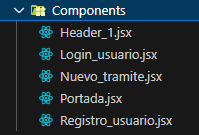 Components
Header_1.jsx
Login_usuario.jsx
Nuevo_tramite.jsx
Portada.jsx
Registro_usuario.jsx